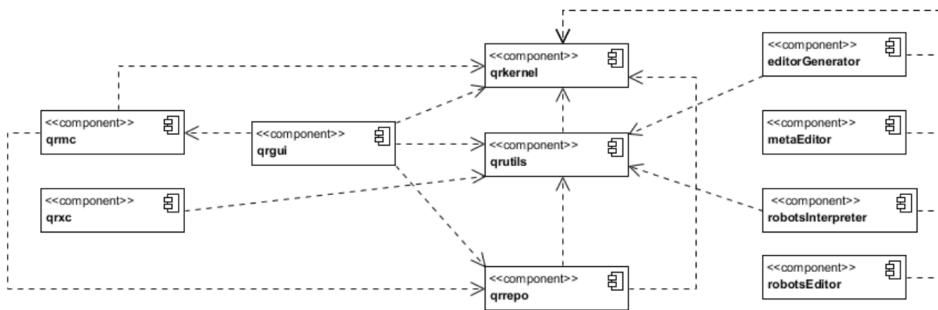 <<component>>
qrkernel
<<component>>
editorGenerator
<<component>>
qrmc
<<component>>
qrgui
<<component>>
qrutils
<<component>>
metaEditor
<<component>>
qrxc
<<component>>
robotsInterpreter
<<component>>
qrrepo
<<component>>
robotsEditor